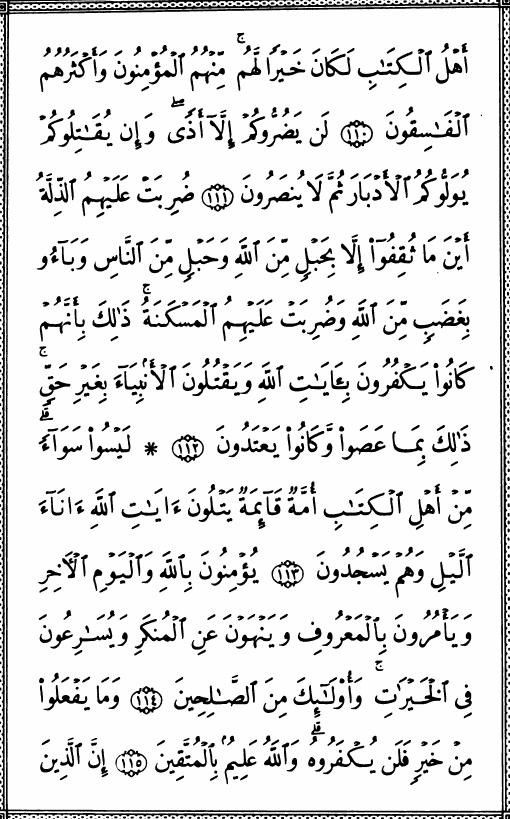 أَهْلُ ٱلْكِتَٰبِ لَكَانَ خَيْرًا لَّهُمۚ مِّنْهُمُ ٱلْمُؤْمِنُونَ وَأَكْثَرُهُمُ
ٱلْفَٰسِقُونَ ١١٠ لَن يَضُرُّوكُمْ إِلَّآ أَذًىۖ وَإِن يُقَٰتِلُوكُمْ
يُوَلُّوكُمُ ٱلْأَدْبَارَ ثُمَّ لَا يُنصَرُونَ ١١١ ضُرِبَتْ عَلَيْهِمُ ٱلذِّلَّةُ
أَيْنَ مَا ثُقِفُوٓا۟ إِلَّا بِحَبْلٍ مِّنَ ٱللَّهِ وَحَبْلٍ مِّنَ ٱلنَّاسِ وَبَآءُو
بِغَضَبٍ مِّنَ ٱللَّهِ وَضُرِبَتْ عَلَيْهِمُ ٱلْمَسْكَنَةُۚ ذَٰلِكَ بِأَنَّهُمْ
كَانُوا۟ يَكْفُرُونَ بِـَٔايَٰتِ ٱللَّهِ وَيَقْتُلُونَ ٱلْأَنۢبِيَآءَ بِغَيْرِ حَقٍّۚ
ذَٰلِكَ بِمَا عَصَوا۟ وَّكَانُوا۟ يَعْتَدُونَ ١١٢ * لَيْسُوا۟ سَوَآءًۗ
مِّنْ أَهْلِ ٱلْكِتَٰبِ أُمَّةٌ قَآئِمَةٌ يَتْلُونَ ءَايَٰتِ ٱللَّهِ ءَانَآءَ
ٱلَّيْلِ وَهُمْ يَسْجُدُونَ ١١٣ يُؤْمِنُونَ بِٱللَّهِ وَٱلْيَوْمِ ٱلْءَاخِرِ
وَيَأْمُرُونَ بِٱلْمَعْرُوفِ وَيَنْهَوْنَ عَنِ ٱلْمُنكَرِ وَيُسَٰرِعُونَ
فِى ٱلْخَيْرَٰتِۚ وَأُو۟لَٰٓئِكَ مِنَ ٱلصَّٰلِحِينَ ١١٤ وَمَا يَفْعَلُوا۟
مِنْ خَيْرٍ فَلَن يُكْفَرُوهُۗ وَٱللَّهُ عَلِيمٌۢ بِٱلْمُتَّقِينَ ١١٥ إِنَّ ٱلَّذِينَ